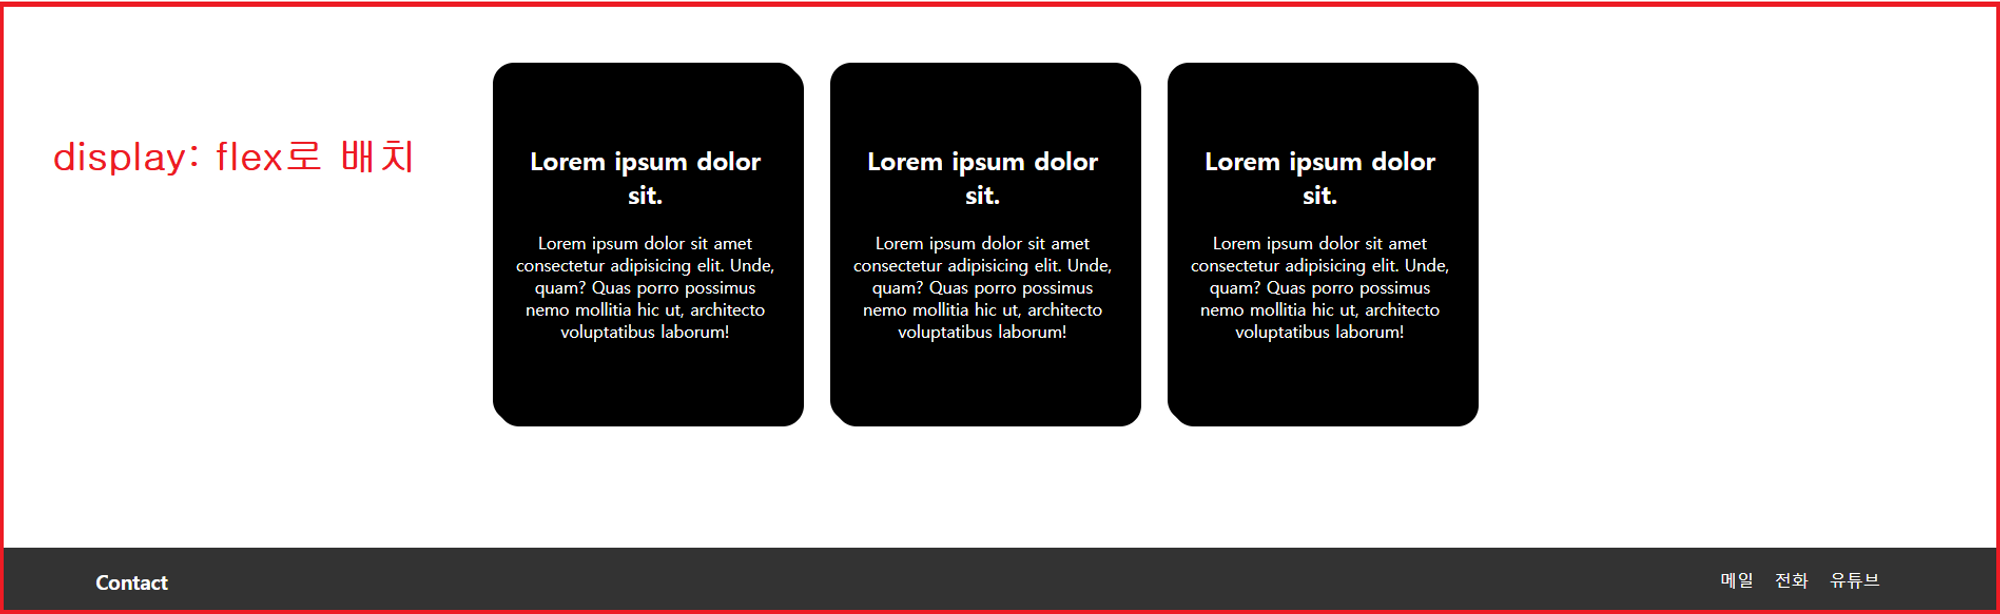 display: flex로 배치
Lorem ipsum dolor
sit.
Lorem ipsum dolor sit amet
consectetur adipisicing elit. Unde,
quam? Quas porro possimus
nemo mollitia hic ut, architecto
voluptatibus laborum!
Lorem ipsum dolor
sit.
Lorem ipsum dolor sit amet
consectetur adipisicing elit. Unde,
quam? Quas porro possimus
nemo mollitia hic ut, architecto
voluptatibus laborum!
Lorem ipsum dolor
sit.
Lorem ipsum dolor sit amet
consectetur adipisicing elit. Unde,
quam? Quas porro possimus
nemo mollitia hic ut, architecto
voluptatibus laborum!
Contact
메일 전화 유튜브